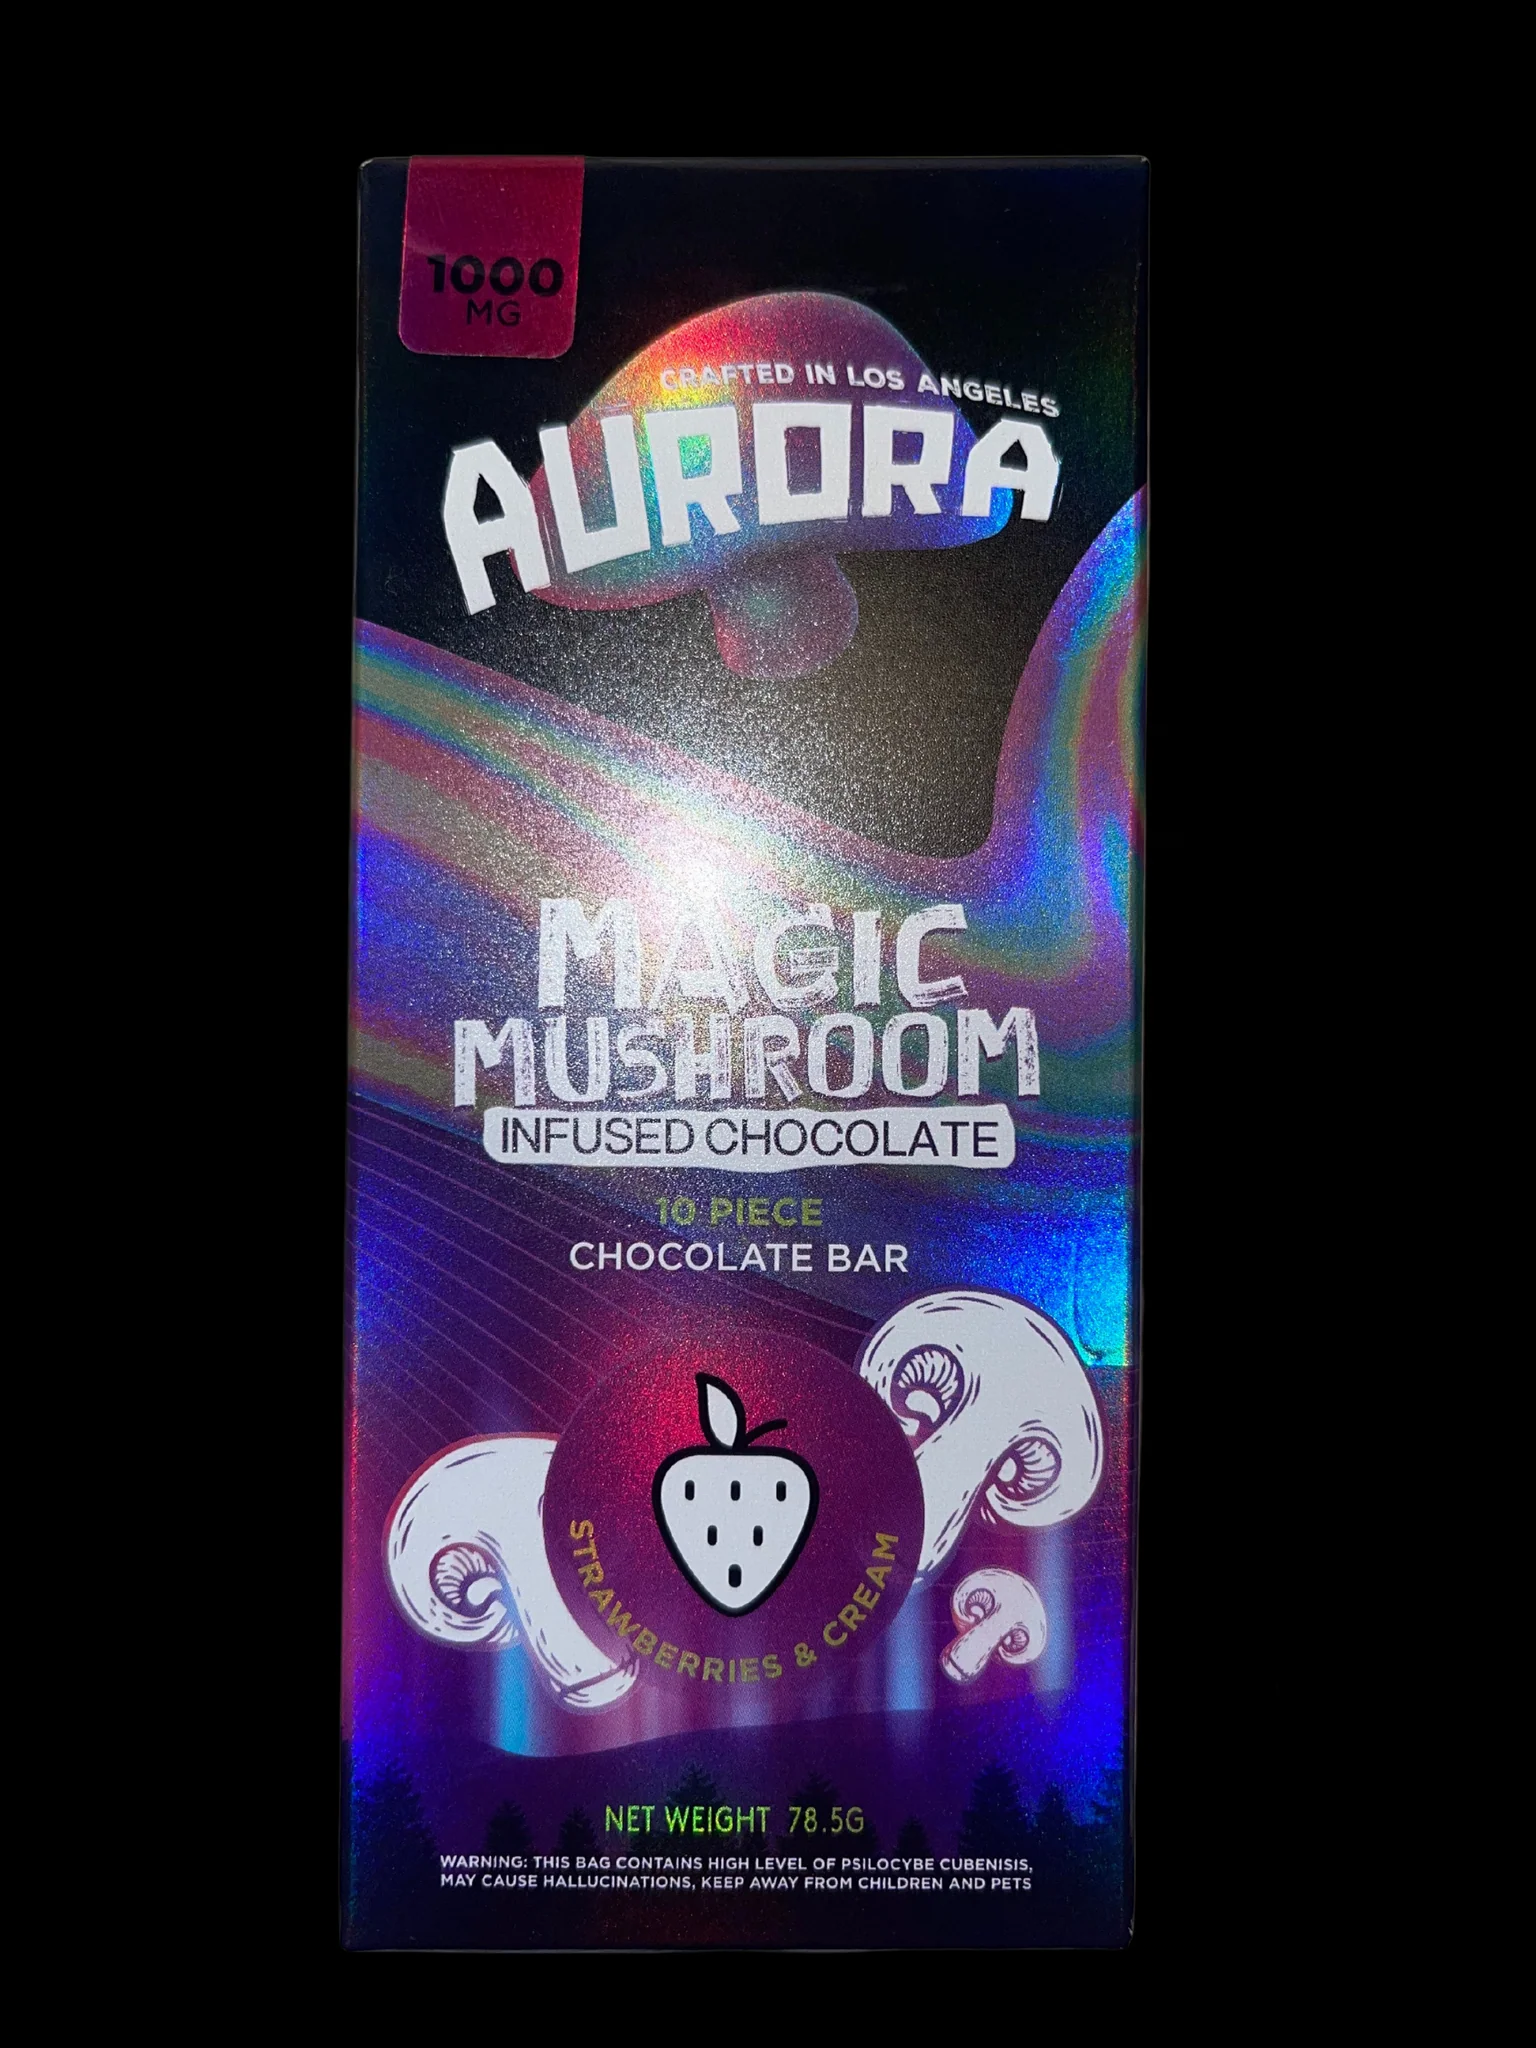 1000
MG
CRAFTED IN LOS ANGELES
AURORA
MAGIC
MUSHROOM
INFUSED CHOCOLATE
10 PIECE
CHOCOLATE BAR
STRAWBERRIES & CREAM
NET WEIGHT 78.5G
WARNING: THIS BAG CONTAINS HIGH LEVEL OF PSILOCYBE CUBENISIS,
MAY CAUSE HALLUCINATIONS, KEEP AWAY FROM CHILDREN AND PETS